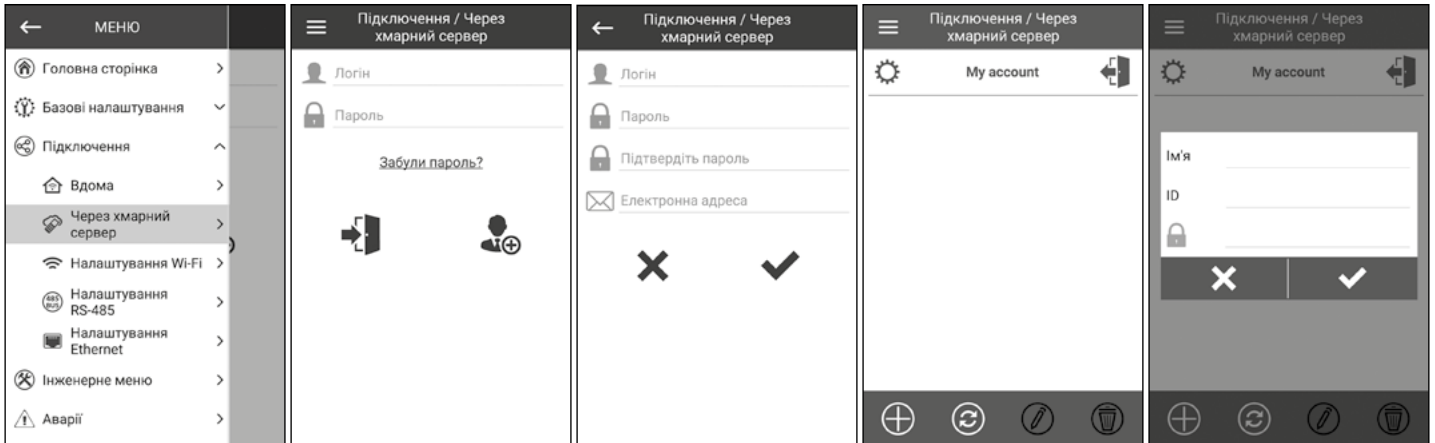 МЕНЮ
Головна сторінка
Базові налаштування
Підключення
Вдома
Через хмарний
сервер
Налаштування Wi-Fi
485
BUS
Налаштування
RS-485
Налаштування
Ethernet
Інженерне меню
Аварії
Підключення / Через
хмарний сервер
Логін
Пароль
Забули пароль?
Підключення / Через
хмарний сервер
Логін
Пароль
Підтвердіть пароль
Електронна адреса
Підключення / Через
хмарний сервер
My account
Підключення / Через
хмарний сервер
My account
Ім'я
ID